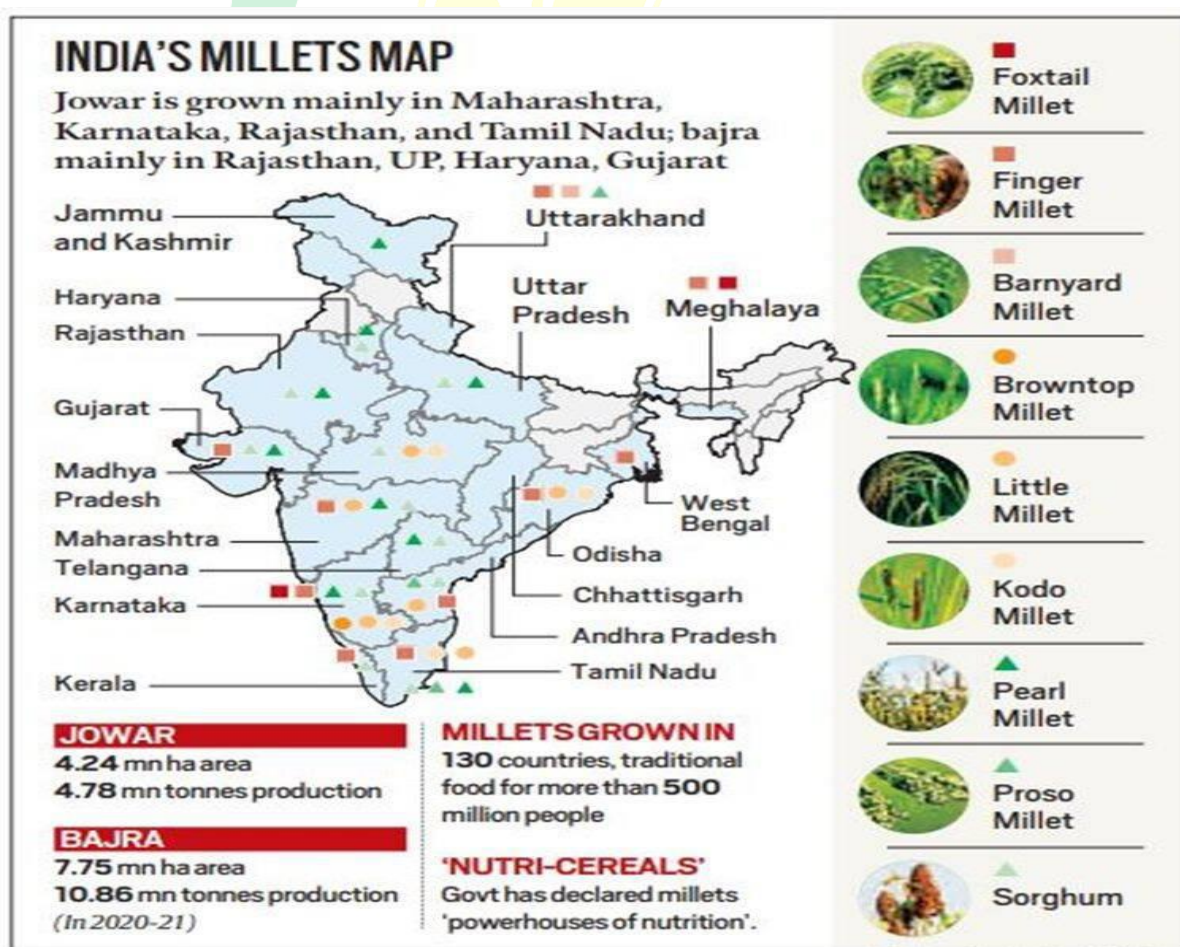 INDIA'S MILLETS MAP
Jowar is grown mainly in Maharashtra,
Karnataka, Rajasthan, and Tamil Nadu; bajra
mainly in Rajasthan, UP, Haryana, Gujarat
Jammu
and Kashmir
Haryana
Rajasthan
Gujarat
Madhya
Pradesh
Maharashtra
Telangana
Karnataka
Kerala
Uttarakhand
Uttar
Pradesh
Meghalaya
West
Bengal
Odisha
Chhattisgarh
Andhra Pradesh
Tamil Nadu
JOWAR
4.24 mn ha area
4.78 mn tonnes production
BAJRA
7.75 mn ha area
10.86 mn tonnes production
(In 2020-21)
MILLETS GROWN IN
130 countries, traditional
food for more than 500
million people
'NUTRI-CEREALS'
Govt has declared millets
'powerhouses of nutrition'.
Foxtail
Millet
Finger
Millet
Barnyard
Millet
Browntop
Millet
Little
Millet
Kodo
Millet
Pearl
Millet
Proso
Millet
Sorghum